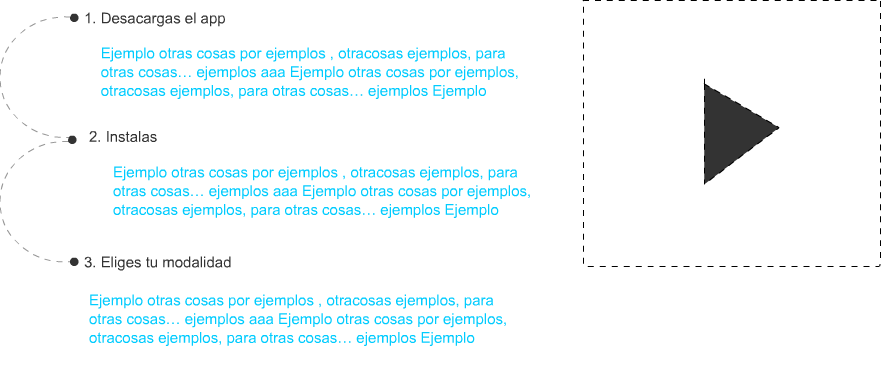 1. Desacargas el app
Ejemplo otras cosas por ejemplos , otracosas ejemplos, para
otras cosas… ejemplos aaa Ejemplo otras cosas por ejemplos,
otracosas ejemplos, para otras cosas… ejemplos Ejemplo
2. Instalas
Ejemplo otras cosas por ejemplos , otracosas ejemplos, para
otras cosas… ejemplos aaa Ejemplo otras cosas por ejemplos,
otracosas ejemplos, para otras cosas… ejemplos Ejemplo
3. Eliges tu modalidad
Ejemplo otras cosas por ejemplos , otracosas ejemplos, para
otras cosas… ejemplos aaa Ejemplo otras cosas por ejemplos,
otracosas ejemplos, para otras cosas… ejemplos Ejemplo